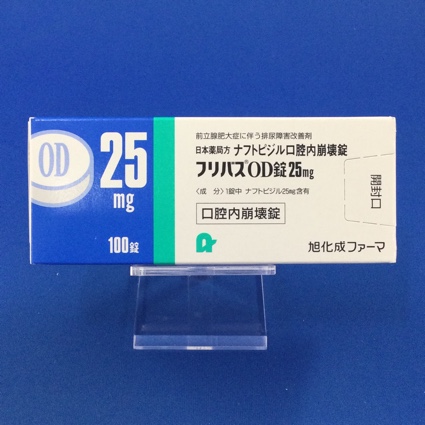 OD
25
mg
100錠
前立腺肥大症に伴う排尿障害改善剤
日本薬局方 ナフトピジル口腔内崩壊錠
フリバス®OD錠25mg
〈成 分〉1錠中 ナフトピジル25mg含有
口腔内崩壊錠
開封口
旭化成ファーマ